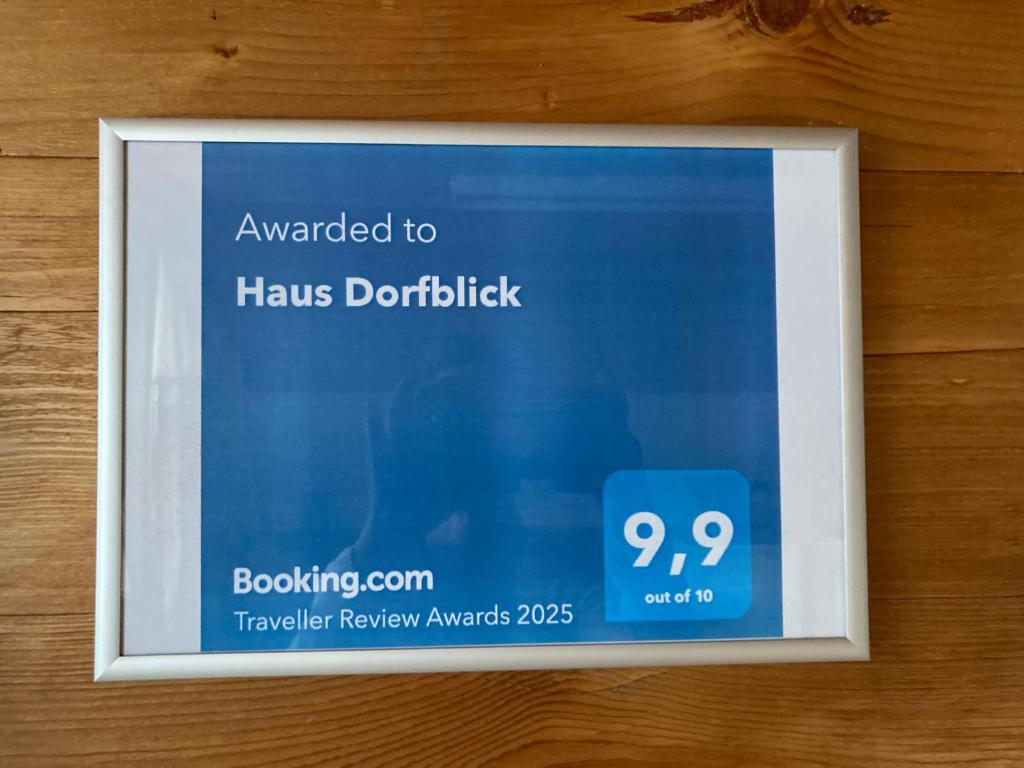 Awarded to
Haus Dorfblick
9,9
out of 10
Booking.com
Traveller Review Awards 2025